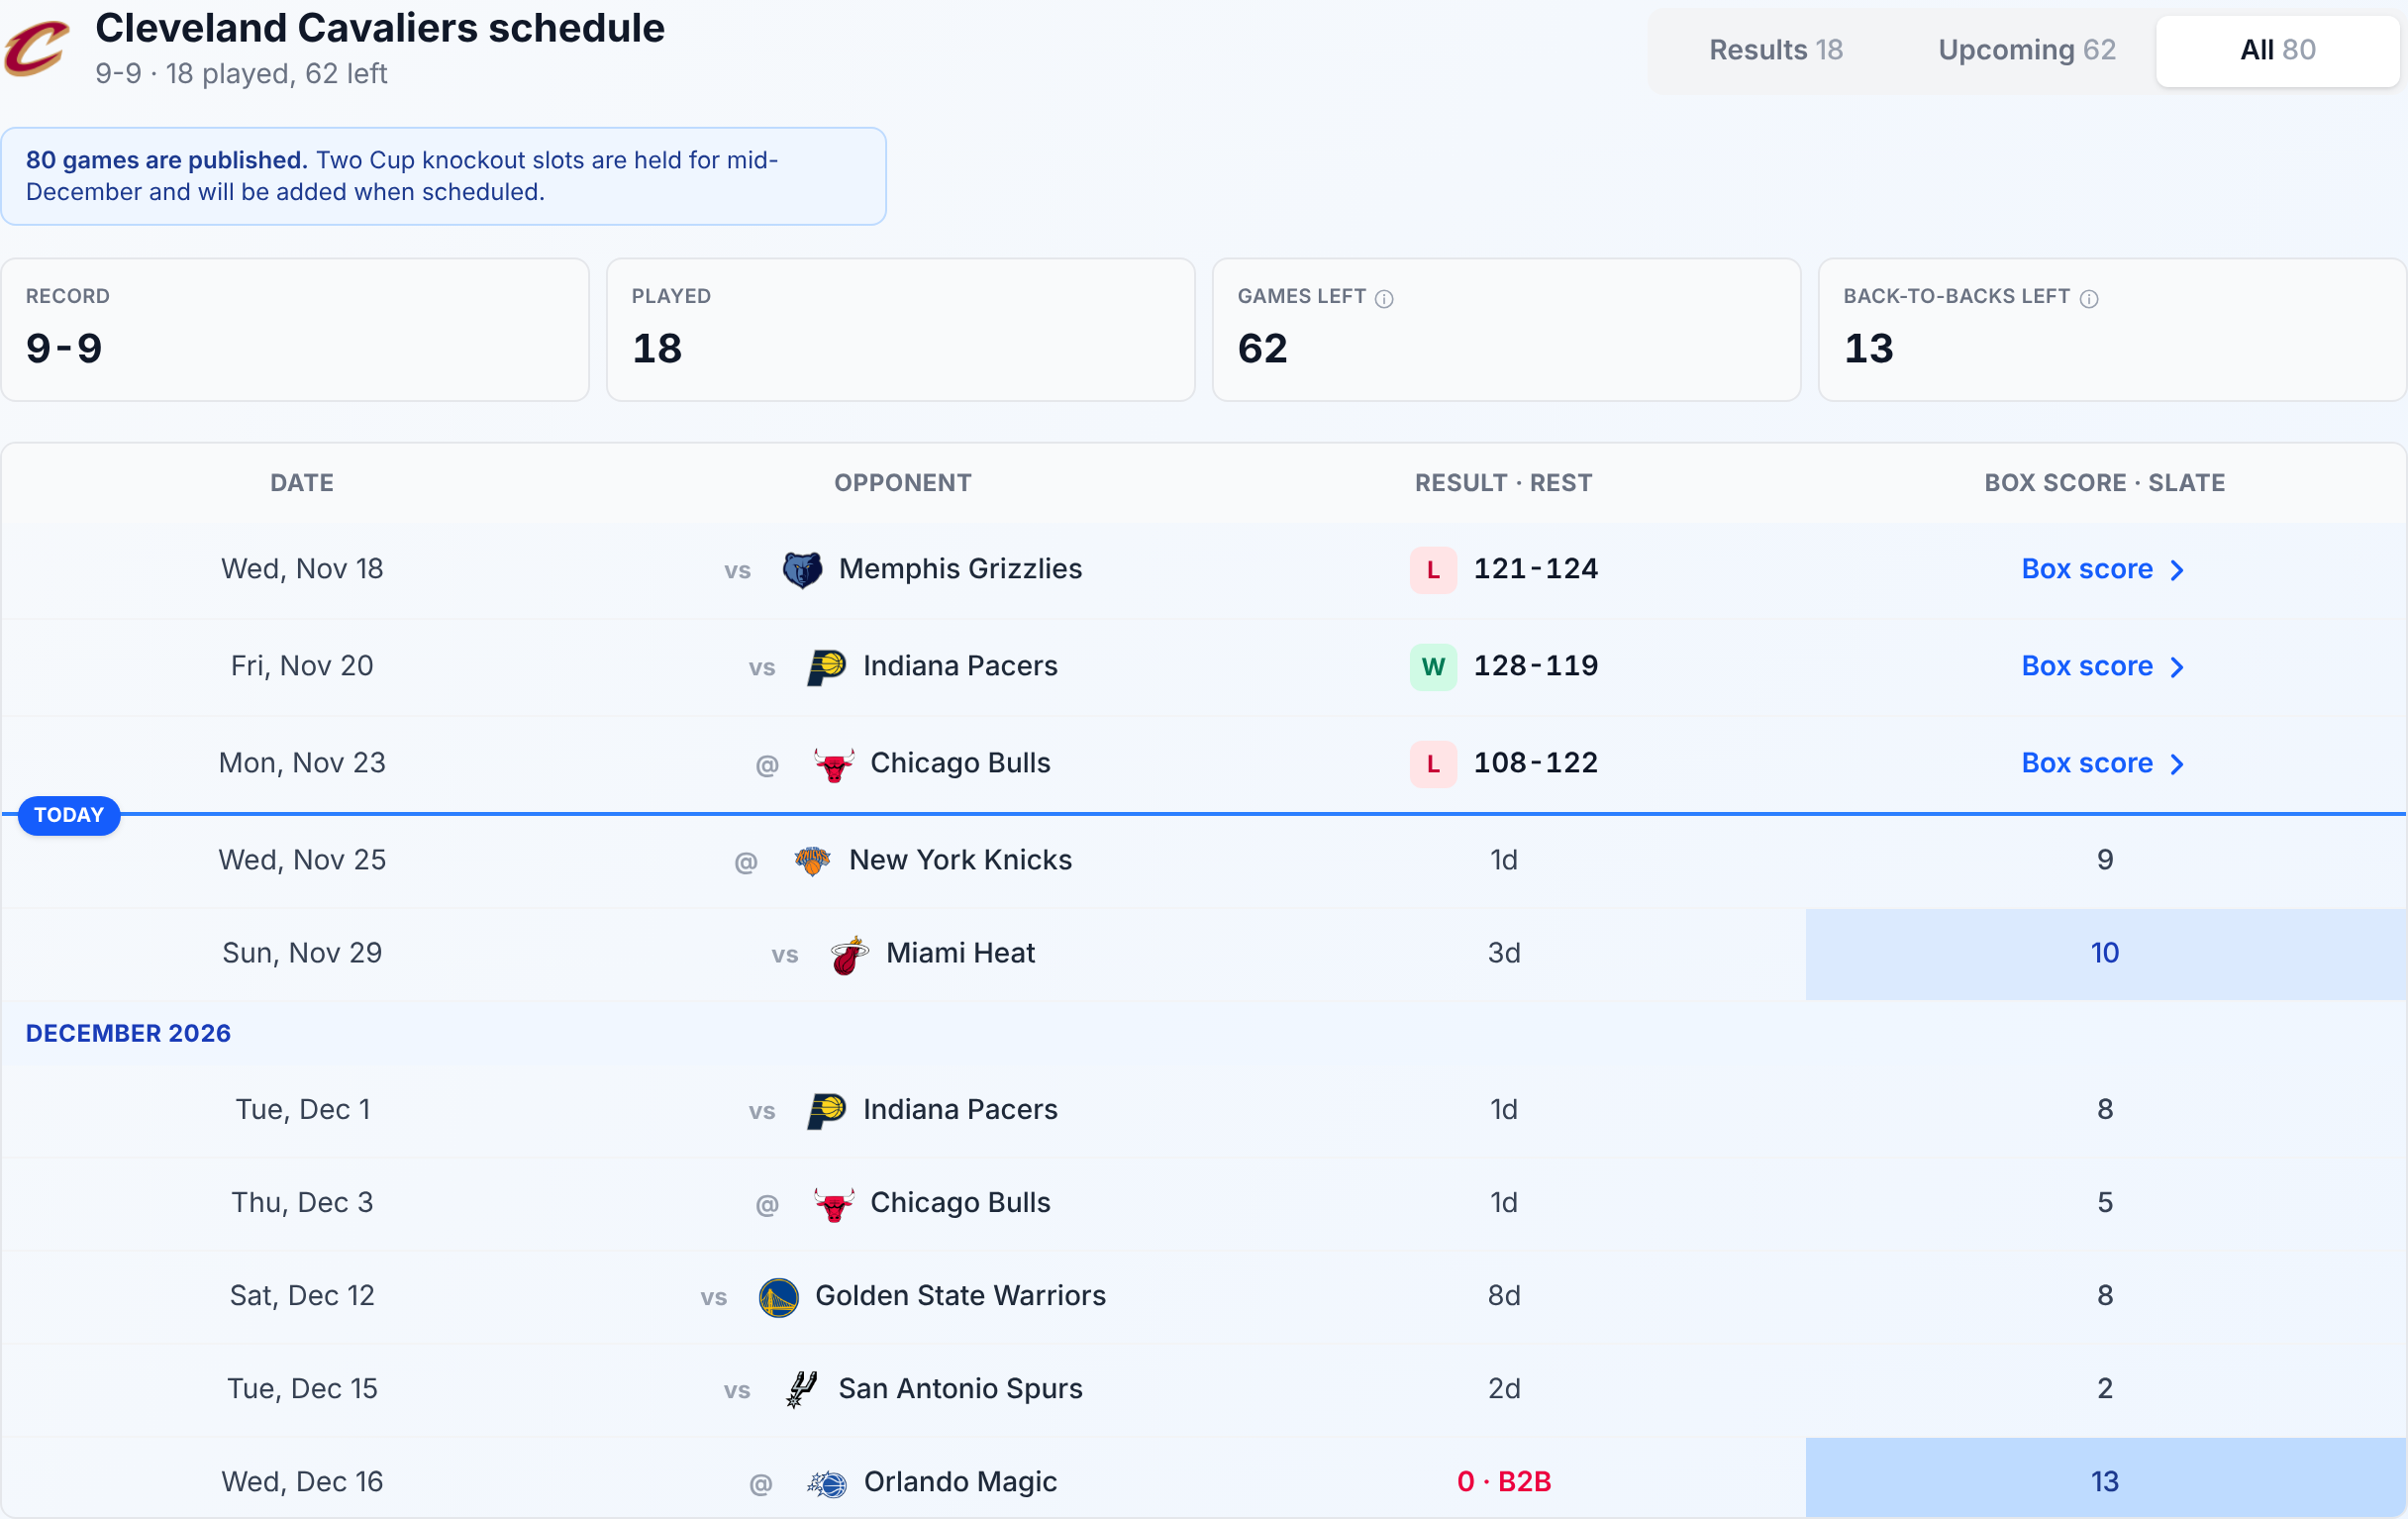 Cleveland Cavaliers schedule
9-9 · 18 played, 62 left
Results 18 Upcoming 62 All 80
80 games are published. Two Cup knockout slots are held for mid-
December and will be added when scheduled.
RECORD
9-9
PLAYED
18
GAMES LEFT
62
BACK-TO-BACKS LEFT
13
DATE OPPONENT RESULT · REST BOX SCORE · SLATE
Wed, Nov 18 vs Memphis Grizzlies L 121-124 Box score
Fri, Nov 20 vs Indiana Pacers W 128-119 Box score
Mon, Nov 23 @ Chicago Bulls L 108-122 Box score
TODAY
Wed, Nov 25 @ New York Knicks 1d 9
Sun, Nov 29 vs Miami Heat 3d 10
DECEMBER 2026
Tue, Dec 1 vs Indiana Pacers 1d 8
Thu, Dec 3 @ Chicago Bulls 1d 5
Sat, Dec 12 vs Golden State Warriors 8d 8
Tue, Dec 15 vs San Antonio Spurs 2d 2
Wed, Dec 16 @ Orlando Magic 0 · B2B 13